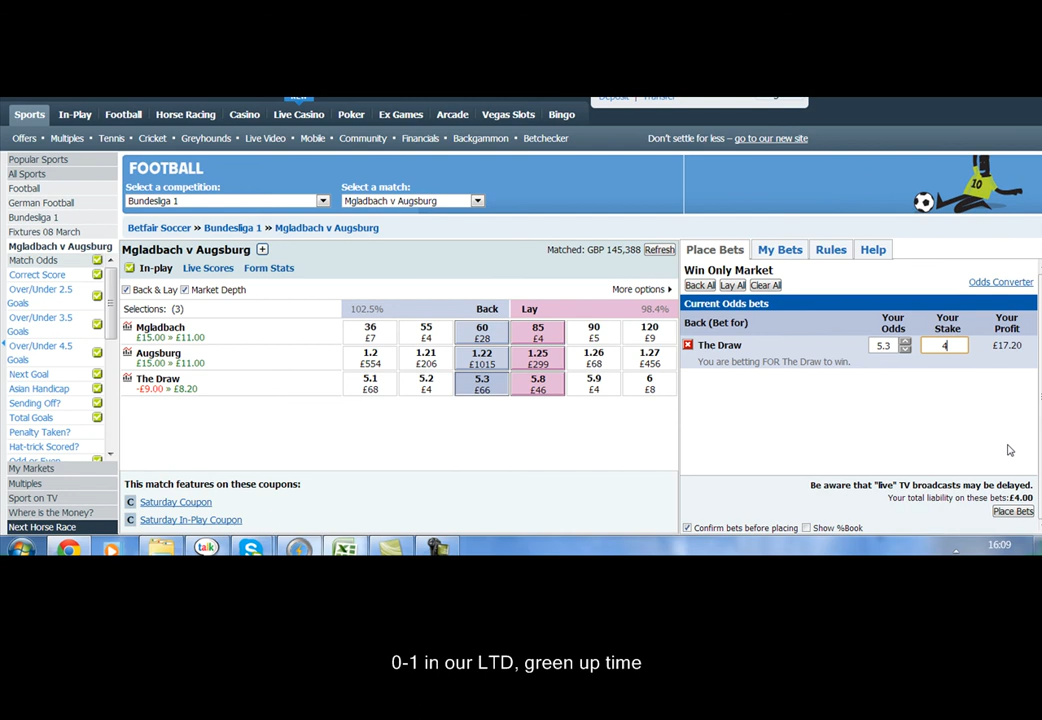 Sports In-Play Football Horse Racing Casino Live Casino Poker Ex Games Arcade Vegas Slots Bingo
Offers Multiples Tennis Cricket Greyhounds Live Video Mobile Community Financials Backgammon Betchecker Don't settle for less – go to our new site
Popular Sports
All Sports
Football
German Football
Bundesliga 1
Fixtures 08 March
Mgladbach v Augsburg
Match Odds
Correct Score
Over/Under 2.5
Goals
Over/Under 3.5
Goals
Over/Under 4.5
Goals
Next Goal
Asian Handicap
Sending Off?
Total Goals
Penalty Taken?
Hat-trick Scored?
Odd or Even
My Markets
Multiples
Sport on TV
Where is the Money?
Next Horse Race
FOOTBALL
Select a competition: Select a match:
Bundesliga 1 Mgladbach v Augsburg
10
Betfair Soccer » Bundesliga 1 » Mgladbach v Augsburg
Mgladbach v Augsburg + Matched: GBP 145,388 Refresh
In-play Live Scores Form Stats
Back & Lay Market Depth More options
Selections: (3) 102.5% Back Lay 98.4%
Mgladbach 36 55 60 85 90 120
£15.00 » £11.00 £7 £4 £28 £4 £5 £9
Augsburg 1.2 1.21 1.22 1.25 1.26 1.27
£15.00 » £11.00 £554 £206 £1015 £299 £68 £456
The Draw 5.1 5.2 5.3 5.8 5.9 6
-£9.00 » £8.20 £68 £4 £66 £46 £4 £8
This match features on these coupons:
C Saturday Coupon
C Saturday In-Play Coupon
Place Bets My Bets Rules Help
Win Only Market
Back All Lay All Clear All Odds Converter
Current Odds bets
Back (Bet for) Your Odds Your Stake Your Profit
The Draw 5.3 4 £17.20
You are betting FOR The Draw to win.
Be aware that "live" TV broadcasts may be delayed.
Your total liability on these bets:£4.00
Place Bets
Confirm bets before placing Show %Book
talk
16:09
0-1 in our LTD, green up time